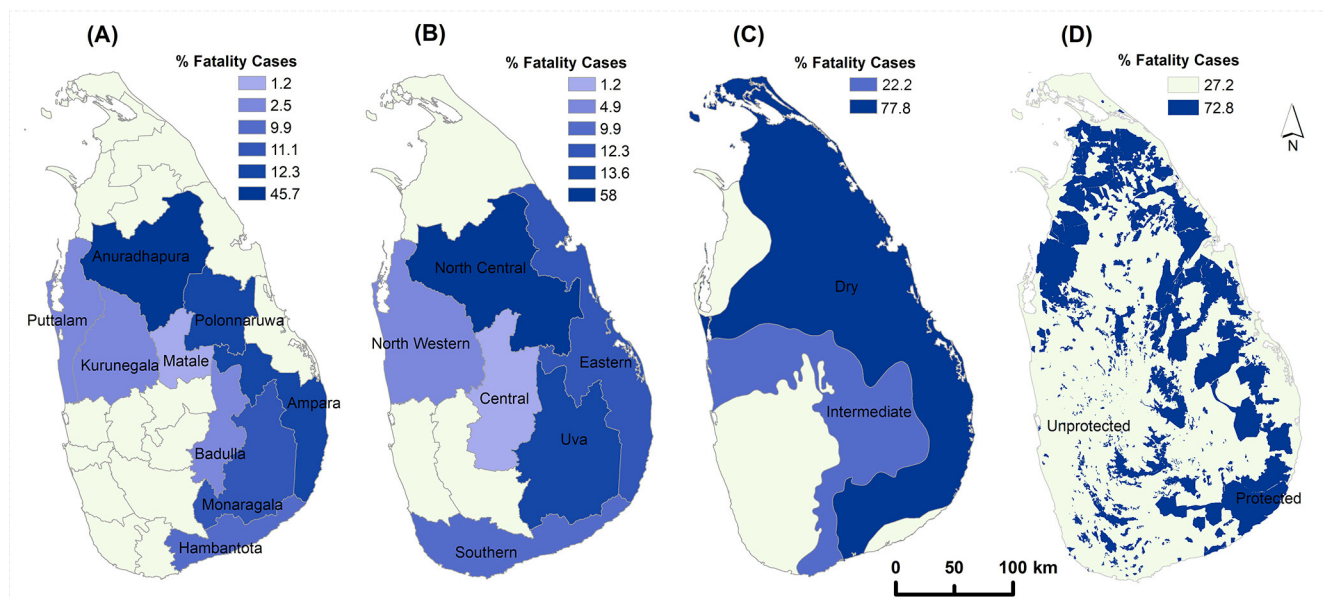 (A)
% Fatality Cases
1.2
2.5
9.9
11.1
12.3
45.7
Anuradhapura
Puttalam
Polonnaruwa
Kurunegala
Matale
Ampara
Badulla
Monaragala
Hambantota
(B)
% Fatality Cases
1.2
4.9
9.9
12.3
13.6
58
North Central
North Western
Eastern
Central
Uva
Southern
(C)
% Fatality Cases
22.2
77.8
Dry
Intermediate
0 50 100 km
(D)
% Fatality Cases
27.2
72.8
N
Unprotected
Protected